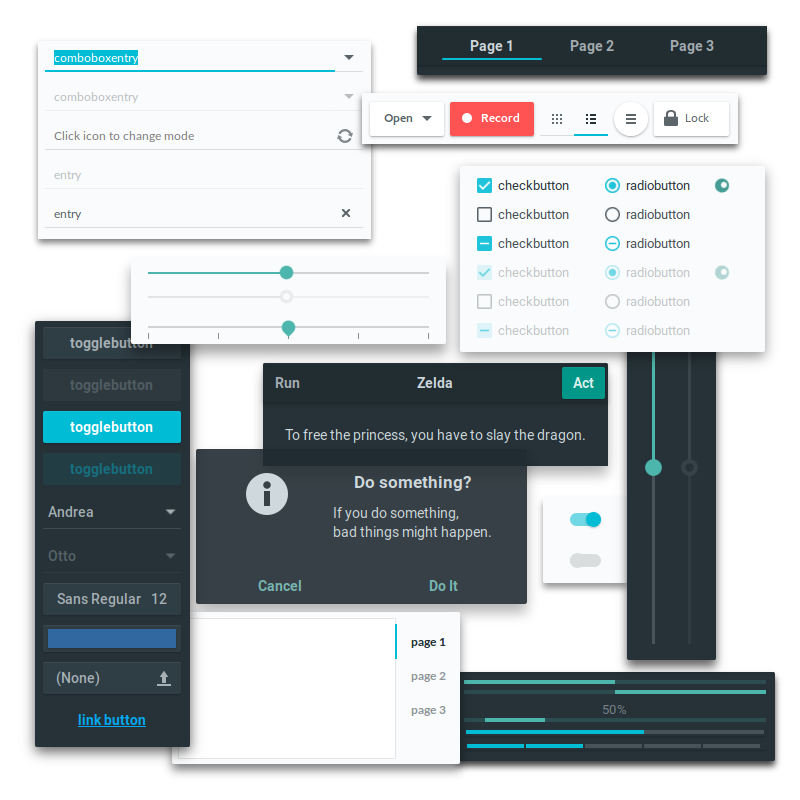 comboboxentry
comboboxentry
Click icon to change mode
entry
entry
Page 1 Page 2 Page 3
Open Record Lock
checkbutton radiobutton
checkbutton radiobutton
checkbutton radiobutton
checkbutton radiobutton
checkbutton radiobutton
checkbutton radiobutton
togglebutton
togglebutton
togglebutton
togglebutton
Andrea
Otto
Sans Regular 12
(None)
link button
Run Zelda Act
To free the princess, you have to slay the dragon.
Do something?
If you do something,
bad things might happen.
Cancel Do It
page 1
page 2
page 3
50%